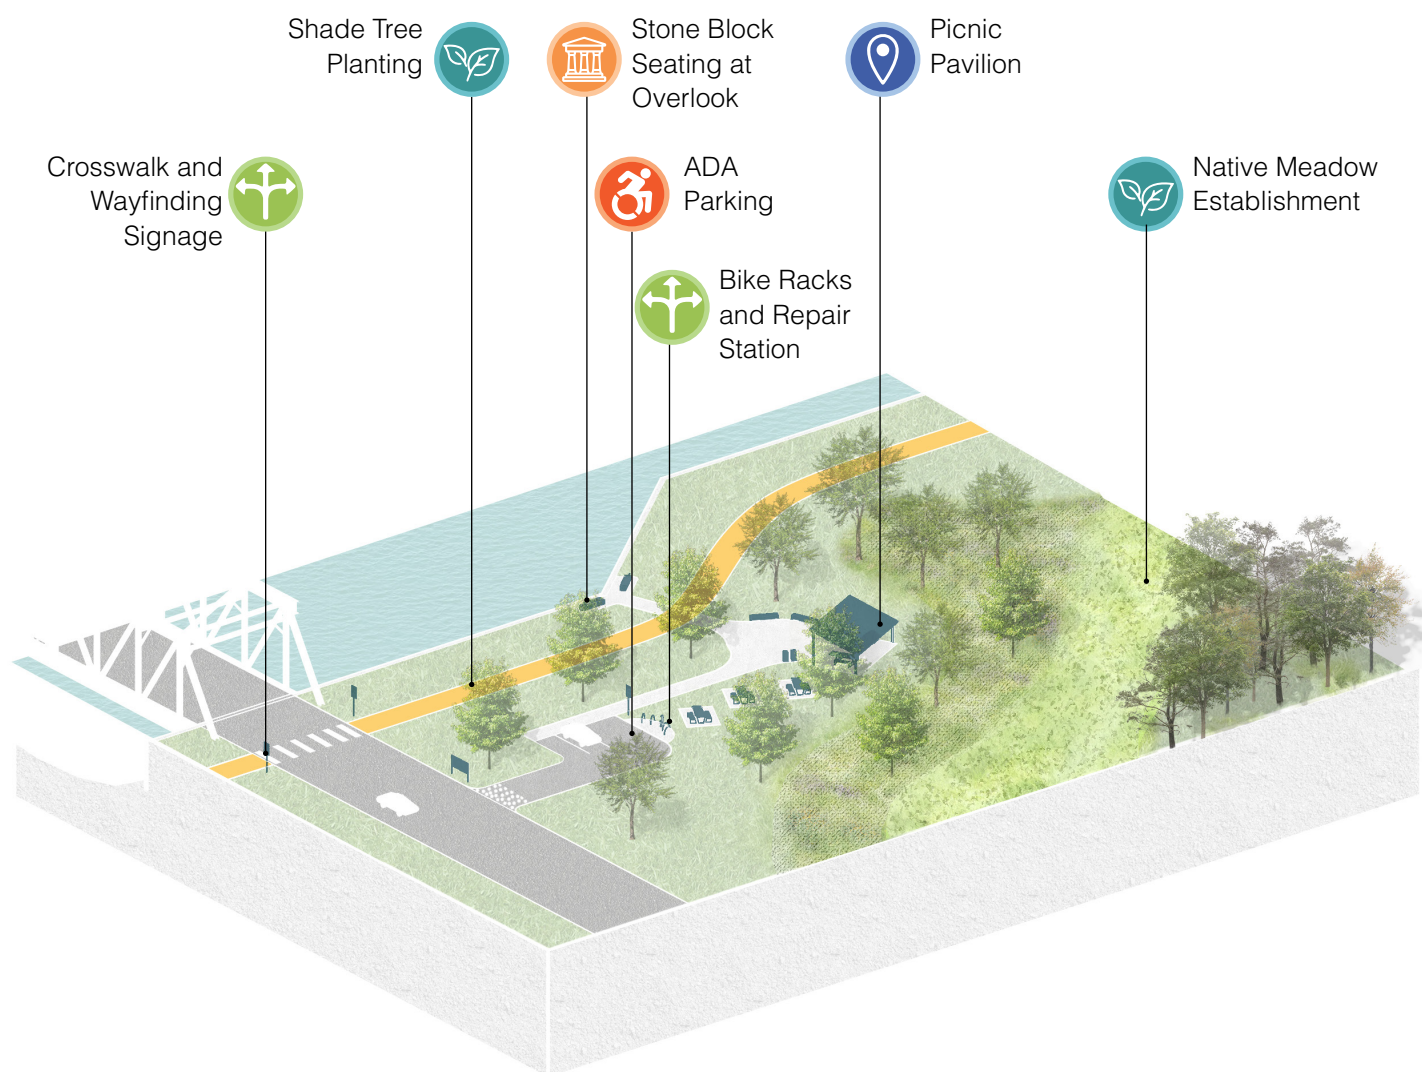 Shade Tree
Planting
Stone Block
Seating at
Overlook
Picnic
Pavilion
Crosswalk and
Wayfinding
Signage
ADA
Parking
Native Meadow
Establishment
Bike Racks
and Repair
Station